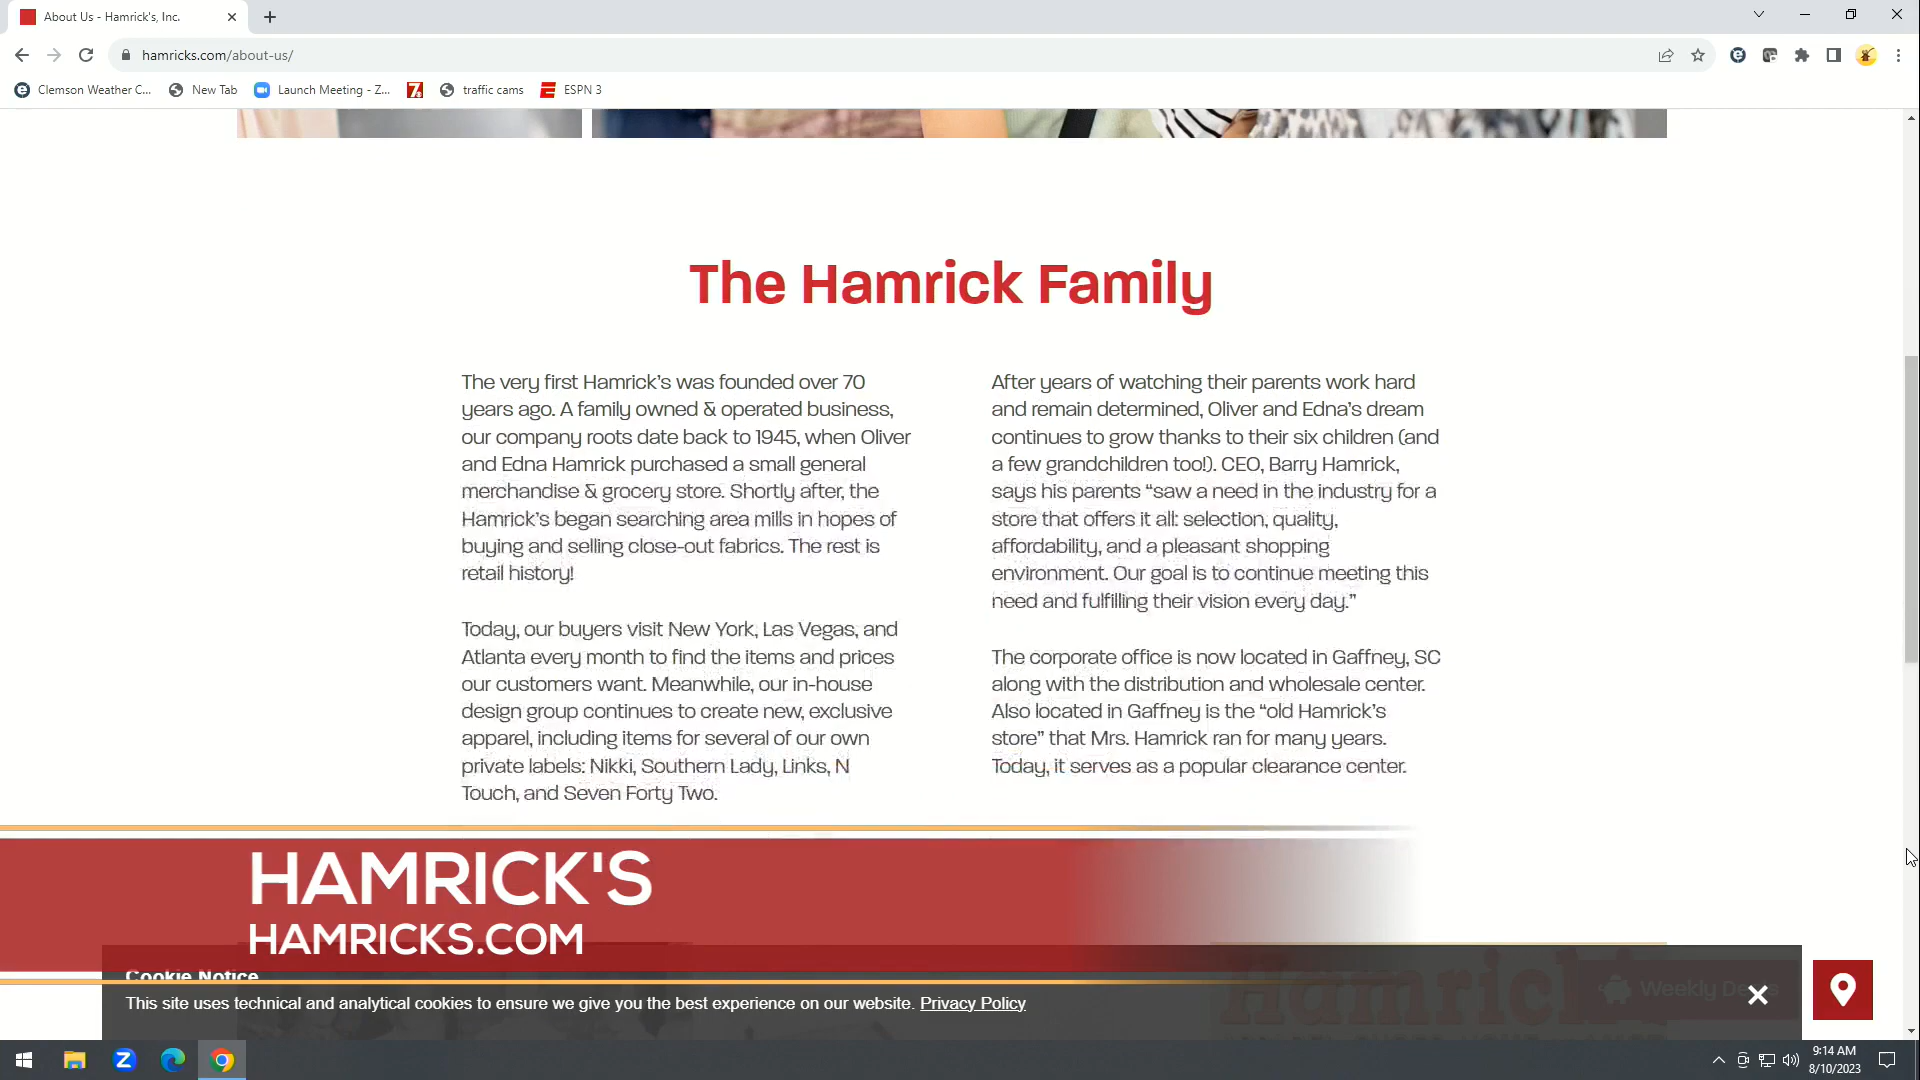 About Us - Hamrick's, Inc.
hamricks.com/about-us/
Clemson Weather C...
New Tab
Launch Meeting - Z...
7
traffic cams
ESPN 3
The Hamrick Family
The very first Hamrick's was founded over 70
years ago. A family owned & operated business,
our company roots date back to 1945, when Oliver
and Edna Hamrick purchased a small general
merchandise & grocery store. Shortly after, the
Hamrick's began searching area mills in hopes of
buying and selling close-out fabrics. The rest is
retail history!
Today, our buyers visit New York, Las Vegas, and
Atlanta every month to find the items and prices
our customers want. Meanwhile, our in-house
design group continues to create new, exclusive
apparel, including items for several of our own
private labels: Nikki, Southern Lady, Links, N
Touch, and Seven Forty Two.
After years of watching their parents work hard
and remain determined, Oliver and Edna's dream
continues to grow thanks to their six children (and
a few grandchildren too!). CEO, Barry Hamrick,
says his parents “saw a need in the industry for a
store that offers it all: selection, quality,
affordability, and a pleasant shopping
environment. Our goal is to continue meeting this
need and fulfilling their vision every day.”
The corporate office is now located in Gaffney, SC
along with the distribution and wholesale center.
Also located in Gaffney is the “old Hamrick's
store” that Mrs. Hamrick ran for many years.
Today, it serves as a popular clearance center.
HAMRICK'S
HAMRICKS.COM
Cookie Notice
This site uses technical and analytical cookies to ensure we give you the best experience on our website. Privacy Policy
Hamrick's
Weekly Deals
9:14 AM
8/10/2023